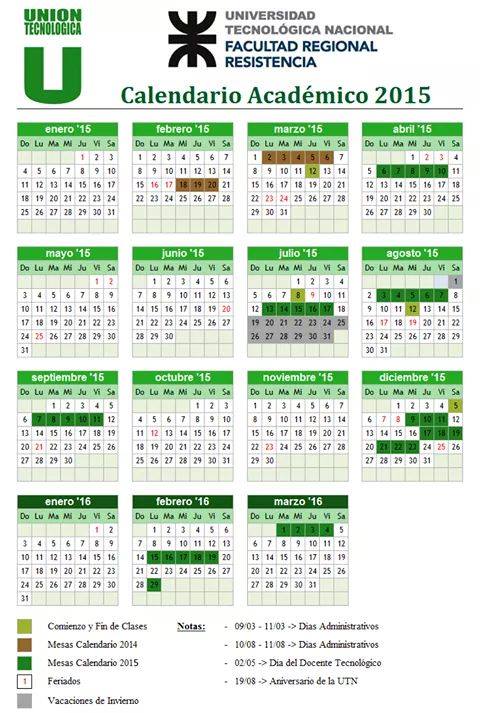 UNION
TECNOLÓGICA
U
UNIVERSIDAD
TECNOLÓGICA NACIONAL
FACULTAD REGIONAL
RESISTENCIA
Calendario Académico 2015
enero '15
Do Lu Ma Mi Ju Vi Sa
1 2 3
4 5 6 7 8 9 10
11 12 13 14 15 16 17
18 19 20 21 22 23 24
25 26 27 28 29 30 31
febrero '15
Do Lu Ma Mi Ju Vi Sa
1 2 3 4 5 6 7
8 9 10 11 12 13 14
15 16 17 18 19 20 21
22 23 24 25 26 27 28
marzo '15
Do Lu Ma Mi Ju Vi Sa
1 2 3 4 5 6 7
8 9 10 11 12 13 14
15 16 17 18 19 20 21
22 23 24 25 26 27 28
29 30 31
abril '15
Do Lu Ma Mi Ju Vi Sa
1 2 3 4
5 6 7 8 9 10 11
12 13 14 15 16 17 18
19 20 21 22 23 24 25
26 27 28 29 30
mayo '15
Do Lu Ma Mi Ju Vi Sa
1 2
3 4 5 6 7 8 9
10 11 12 13 14 15 16
17 18 19 20 21 22 23
24 25 26 27 28 29 30
31
junio '15
Do Lu Ma Mi Ju Vi Sa
1 2 3 4 5 6
7 8 9 10 11 12 13
14 15 16 17 18 19 20
21 22 23 24 25 26 27
28 29 30
julio '15
Do Lu Ma Mi Ju Vi Sa
1 2 3 4
5 6 7 8 9 10 11
12 13 14 15 16 17 18
19 20 21 22 23 24 25
26 27 28 29 30 31
agosto '15
Do Lu Ma Mi Ju Vi Sa
1
2 3 4 5 6 7 8
9 10 11 12 13 14 15
16 17 18 19 20 21 22
23 24 25 26 27 28 29
30 31
septiembre '15
Do Lu Ma Mi Ju Vi Sa
1 2 3 4 5
6 7 8 9 10 11 12
13 14 15 16 17 18 19
20 21 22 23 24 25 26
27 28 29 30
octubre '15
Do Lu Ma Mi Ju Vi Sa
1 2 3
4 5 6 7 8 9 10
11 12 13 14 15 16 17
18 19 20 21 22 23 24
25 26 27 28 29 30 31
noviembre '15
Do Lu Ma Mi Ju Vi Sa
1 2 3 4 5 6 7
8 9 10 11 12 13 14
15 16 17 18 19 20 21
22 23 24 25 26 27 28
29 30
diciembre '15
Do Lu Ma Mi Ju Vi Sa
1 2 3 4 5
6 7 8 9 10 11 12
13 14 15 16 17 18 19
20 21 22 23 24 25 26
27 28 29 30 31
enero '16
Do Lu Ma Mi Ju Vi Sa
1 2
3 4 5 6 7 8 9
10 11 12 13 14 15 16
17 18 19 20 21 22 23
24 25 26 27 28 29 30
31
febrero '16
Do Lu Ma Mi Ju Vi Sa
1 2 3 4 5 6
7 8 9 10 11 12 13
14 15 16 17 18 19 20
21 22 23 24 25 26 27
28 29
marzo '16
Do Lu Ma Mi Ju Vi Sa
1 2 3 4 5
6 7 8 9 10 11 12
13 14 15 16 17 18 19
20 21 22 23 24 25 26
27 28 29 30 31
Comienzo y Fin de Clases
Mesas Calendario 2014
Mesas Calendario 2015
1 Feriados
Vacaciones de Invierno
Notas:
- 09/03 - 11/03 -> Dias Administrativos
- 10/08 - 11/08 -> Dias Administrativos
- 02/05 -> Dia del Docente Tecnológico
- 19/08 -> Aniversario de la UTN